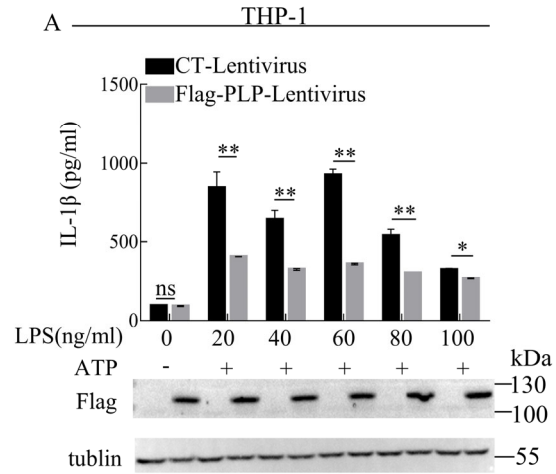 A THP-1
CT-Lentivirus
Flag-PLP-Lentivirus
IL-1β (pg/ml)
1500
1000
500
0
ns ** ** ** ** *
LPS(ng/ml) 0 20 40 60 80 100
ATP - + + + + +
kDa
Flag
130
100
tublin
55